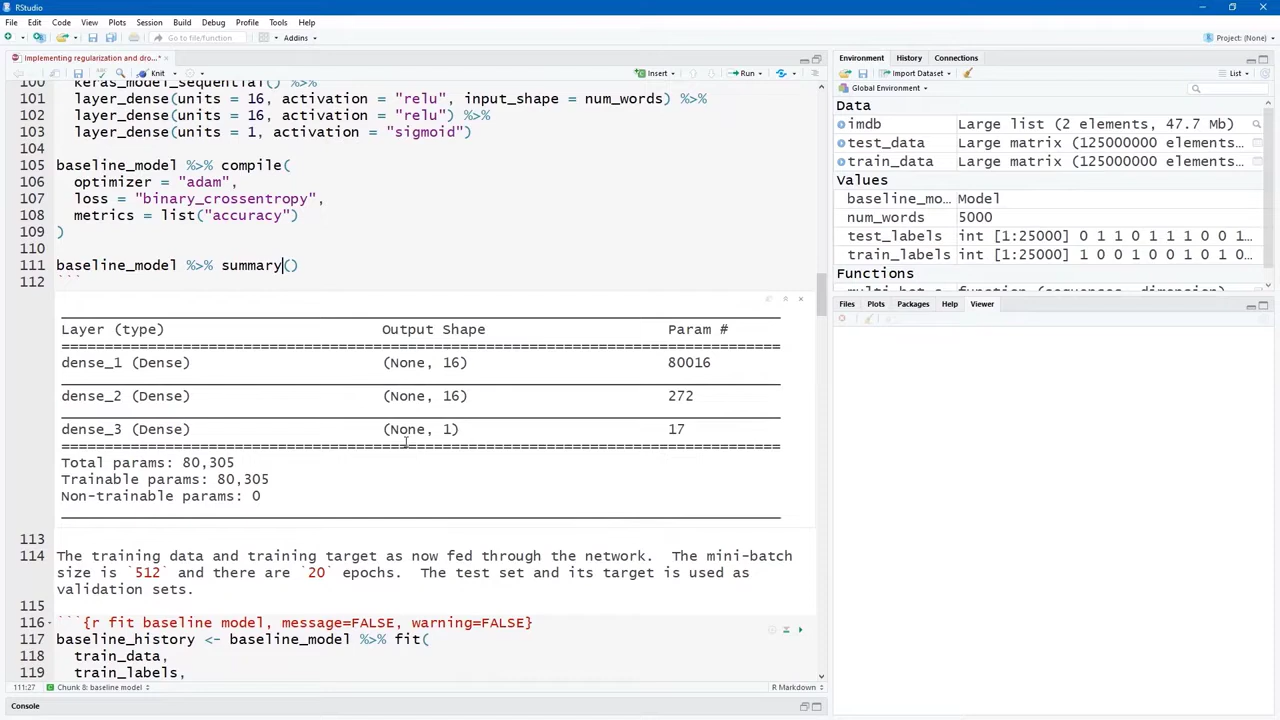 RStudio
File Edit Code View Plots Session Build Debug Profile Tools Help
Go to file/function
Addins
Project: (None)
Implementing regularization and dro...*
Knit
Insert
Run
100 keras_model_sequential() %>%
101 layer_dense(units = 16, activation = "relu", input_shape = num_words) %>%
102 layer_dense(units = 16, activation = "relu") %>%
103 layer_dense(units = 1, activation = "sigmoid")
104
105 baseline_model %>% compile(
106 optimizer = "adam",
107 loss = "binary_crossentropy",
108 metrics = list("accuracy")
109 )
110
111 baseline_model %>% summary()
112 ```
Layer (type) Output Shape Param #
================================================================================
dense_1 (Dense) (None, 16) 80016
dense_2 (Dense) (None, 16) 272
dense_3 (Dense) (None, 1) 17
================================================================================
Total params: 80,305
Trainable params: 80,305
Non-trainable params: 0
113
114 The training data and training target as now fed through the network. The mini-batch
size is `512` and there are `20` epochs. The test set and its target is used as
validation sets.
115
116 ```{r fit baseline model, message=FALSE, warning=FALSE}
117 baseline_history <- baseline_model %>% fit(
118 train_data,
119 train_labels,
111:27 Chunk 8: baseline model R Markdown
Console
Environment History Connections
Import Dataset List
Global Environment
Data
imdb Large list (2 elements, 47.7 Mb)
test_data Large matrix (125000000 elements...
train_data Large matrix (125000000 elements...
Values
baseline_mo... Model
num_words 5000
test_labels int [1:25000] 0 1 1 0 1 1 1 0 0 1...
train_labels int [1:25000] 1 0 0 1 0 0 1 0 1 0...
Functions
Files Plots Packages Help Viewer